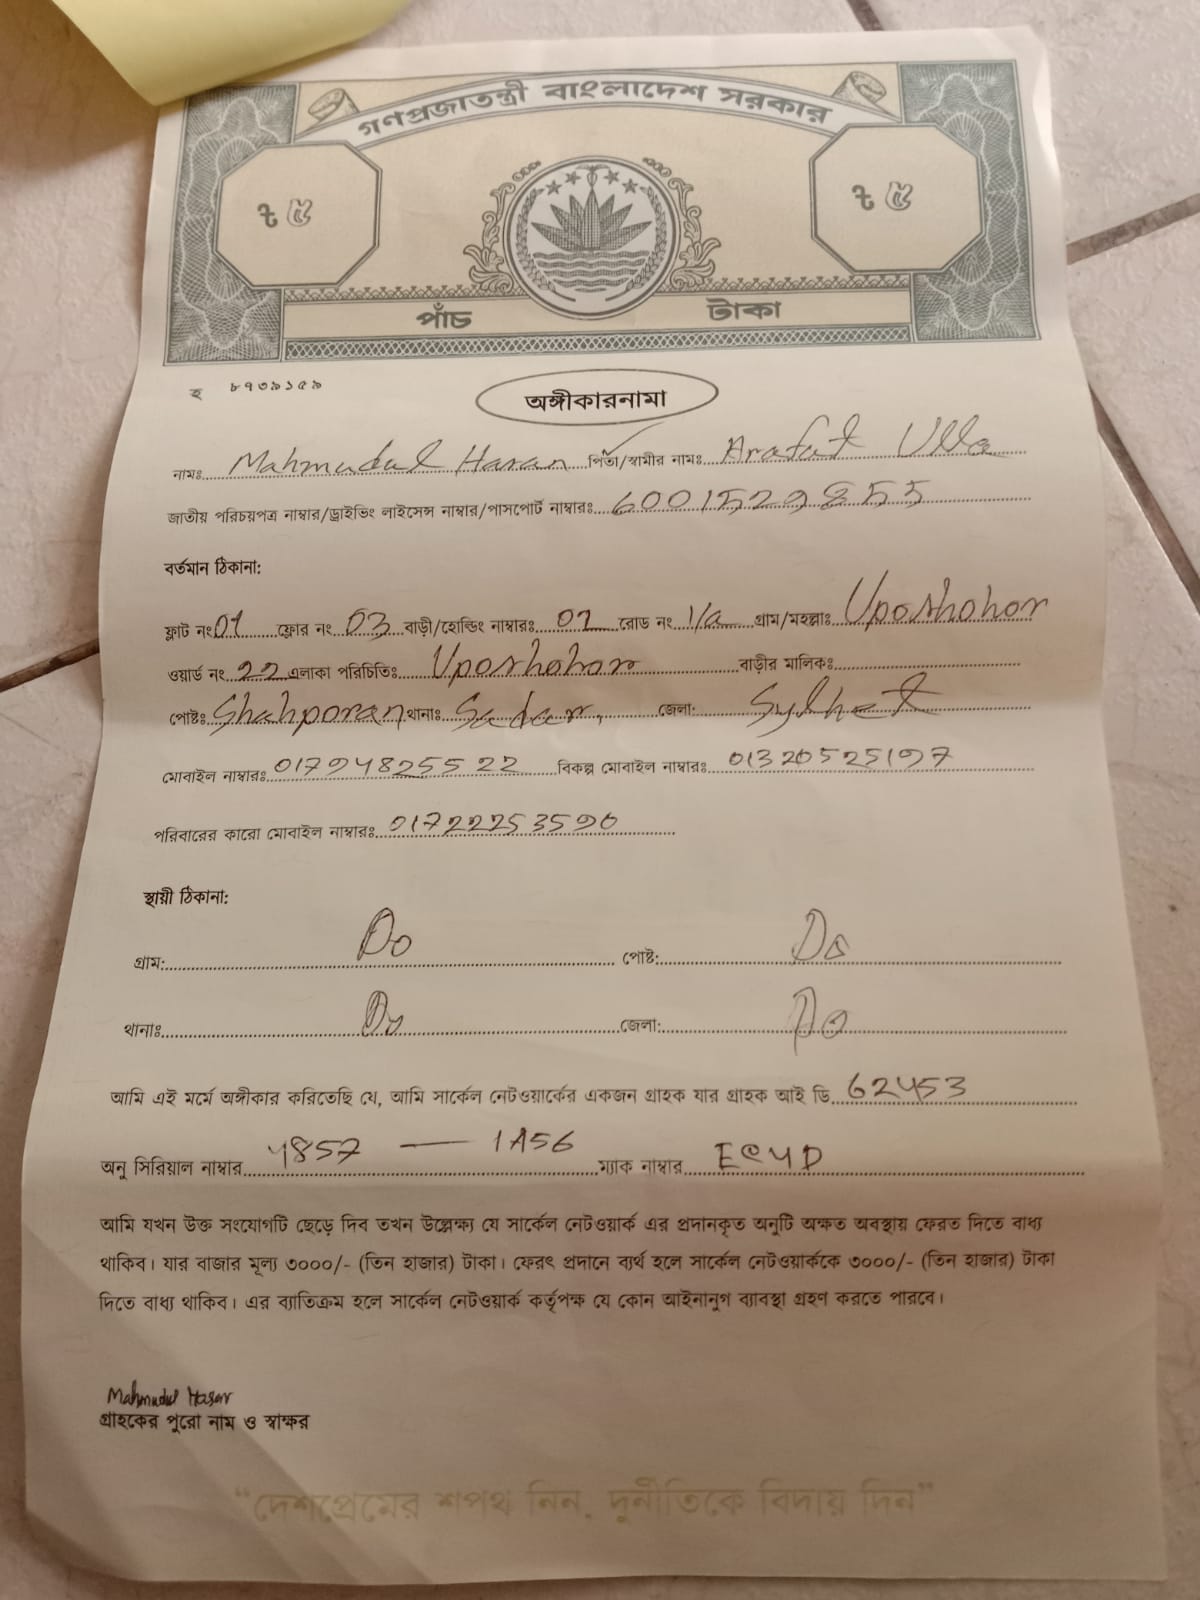 গণপ্রজাতন্ত্রী বাংলাদেশ সরকার
৳ ৫ ৳ ৫
পাঁচ টাকা
হ ৮৭৩৯১৫৯
অঙ্গীকারনামা
নামঃ Mahmudul Hasan পিতা/স্বামীর নামঃ Arafat Ulla
জাতীয় পরিচয়পত্র নাম্বার/ড্রাইভিং লাইসেন্স নাম্বার/পাসপোর্ট নাম্বারঃ 6001529855
বর্তমান ঠিকানা:
ফ্লাট নং 01 ফ্লোর নং 03 বাড়ী/হোল্ডিং নাম্বারঃ 01 রোড নং 1/a গ্রাম/মহল্লাঃ Uposhohor
ওয়ার্ড নং 22 এলাকা পরিচিতিঃ Uposhohor বাড়ীর মালিকঃ
পোষ্টঃ Shahporan থানাঃ Sadar, জেলা: Sylhet
মোবাইল নাম্বারঃ 01794825522 বিকল্প মোবাইল নাম্বারঃ 01320525197
পরিবারের কারো মোবাইল নাম্বারঃ 01722253590
স্থায়ী ঠিকানা:
গ্রাম: Do পোষ্ট: Do
থানাঃ Do জেলা: Do
আমি এই মর্মে অঙ্গীকার করিতেছি যে, আমি সার্কেল নেটওয়ার্কের একজন গ্রাহক যার গ্রাহক আই ডি 62453
অনু সিরিয়াল নাম্বার 4857 — 1A56 ম্যাক নাম্বার
আমি যখন উক্ত সংযোগটি ছেড়ে দিব তখন উল্লেক্ষ্য যে সার্কেল নেটওয়ার্ক এর প্রদানকৃত অনুটি অক্ষত অবস্থায় ফেরত দিতে বাধ্য
থাকিব। যার বাজার মূল্য ৩০০০/- (তিন হাজার) টাকা। ফেরৎ প্রদানে ব্যর্থ হলে সার্কেল নেটওয়ার্ককে ৩০০০/- (তিন হাজার) টাকা
দিতে বাধ্য থাকিব। এর ব্যাতিক্রম হলে সার্কেল নেটওয়ার্ক কর্তৃপক্ষ যে কোন আইনানুগ ব্যাবস্থা গ্রহণ করতে পারবে।
Mahmudul Hasan
গ্রাহকের পুরো নাম ও স্বাক্ষর
“দেশপ্রেমের শপথ নিন, দুর্নীতিকে বিদায় দিন”